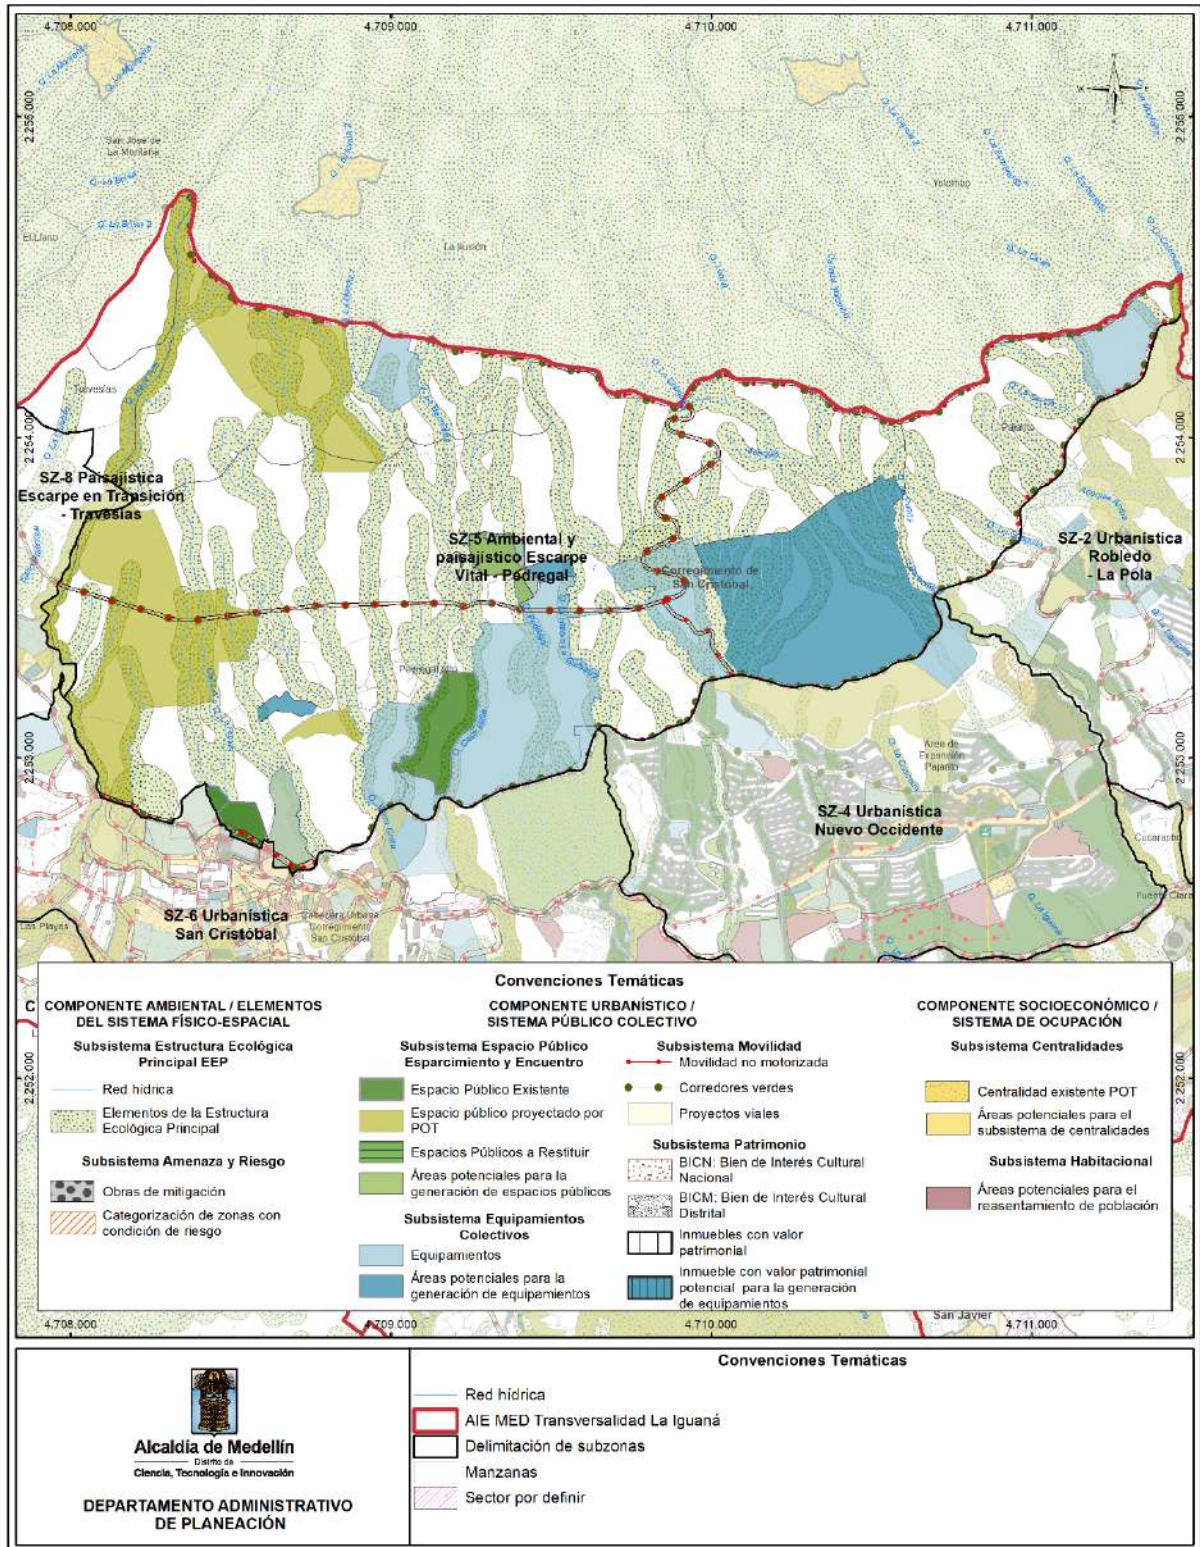 4.708.000
4.709.000
4.710.000
4.711.000
2.255.000
2.255.000
San José de
La Montaña
Yolombo
El Llano
La Ilusión
Travesías
2.254.000
2.254.000
Pajarito
SZ-8 Paisajística
Escarpe en Transición
- Travesías
SZ-5 Ambiental y
paisajístico Escarpe
Vital - Pedregal
Corregimiento de
San Cristóbal
SZ-2 Urbanística
Robledo
- La Pola
2.253.000
2.253.000
Área de
Expansión
Pajarito
SZ-4 Urbanística
Nuevo Occidente
Cucaracho
Fuente Clara
SZ-6 Urbanística
San Cristóbal
Cabecera Urbana
Corregimiento
San Cristóbal
Las Playas
Convenciones Temáticas
COMPONENTE AMBIENTAL / ELEMENTOS
DEL SISTEMA FÍSICO-ESPACIAL
Subsistema Estructura Ecológica
Principal EEP
Red hídrica
Elementos de la Estructura
Ecológica Principal
Subsistema Amenaza y Riesgo
Obras de mitigación
Categorización de zonas con
condición de riesgo
COMPONENTE URBANÍSTICO /
SISTEMA PÚBLICO COLECTIVO
Subsistema Espacio Público
Esparcimiento y Encuentro
Espacio Público Existente
Espacio público proyectado por
POT
Espacios Públicos a Restituir
Áreas potenciales para la
generación de espacios públicos
Subsistema Equipamientos
Colectivos
Equipamientos
Áreas potenciales para la
generación de equipamientos
Subsistema Movilidad
Movilidad no motorizada
Corredores verdes
Proyectos viales
Subsistema Patrimonio
BICN: Bien de Interés Cultural
Nacional
BICM: Bien de Interés Cultural
Distrital
Inmuebles con valor
patrimonial
Inmueble con valor patrimonial
potencial para la generación
de equipamientos
COMPONENTE SOCIOECONÓMICO /
SISTEMA DE OCUPACIÓN
Subsistema Centralidades
Centralidad existente POT
Áreas potenciales para el
subsistema de centralidades
Subsistema Habitacional
Áreas potenciales para el
reasentamiento de población
2.252.000
2.252.000
San Javier
4.708.000
4.709.000
4.710.000
4.711.000
Alcaldía de Medellín
Distrito de
Ciencia, Tecnología e Innovación
DEPARTAMENTO ADMINISTRATIVO
DE PLANEACIÓN
Convenciones Temáticas
Red hídrica
AIE MED Transversalidad La Iguaná
Delimitación de subzonas
Manzanas
Sector por definir